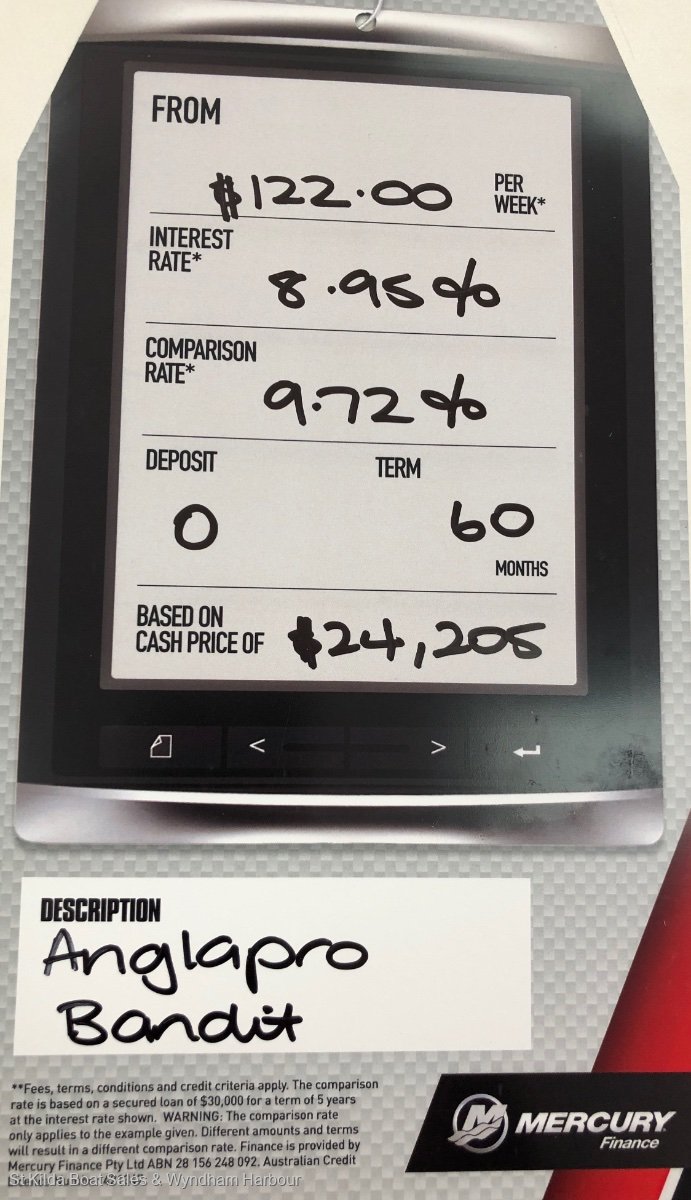 FROM
$122.00 PER WEEK*
INTEREST RATE*
8.95%
COMPARISON RATE*
9.72%
DEPOSIT TERM
0 60
MONTHS
BASED ON
CASH PRICE OF $24,205
< >
DESCRIPTION
Anglapro
Bandit
**Fees, terms, conditions and credit criteria apply. The comparison
rate is based on a secured loan of $30,000 for a term of 5 years
at the interest rate shown. WARNING: The comparison rate
only applies to the example given. Different amounts and terms
will result in a different comparison rate. Finance is provided by
Mercury Finance Pty Ltd ABN 28 156 248 092. Australian Credit
St Kilda Boat Sales & Wyndham Harbour
M MERCURY
Finance